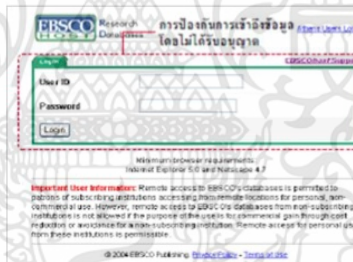 EBSCO Research การป้องกันการเข้าถึงข้อมูล
HOST Databases โดยไม่ได้รับอนุญาต
Login EBSCOhost Support
User ID
Password
Login
Minimum browser requirements:
Internet Explorer 5.0 and Netscape 4.7
Important User Information: Remote access to EBSCO's databases is permitted to
patrons of subscribing institutions accessing from remote locations for personal, non-
commercial use. However, remote access to EBSCO's databases from non-subscribing
institutions is not allowed if the purpose of the use is for commercial gain through cost
reduction or avoidance for a non-subscribing institution. Remote access for personal use
from these institutions is permissible.
© 2004 EBSCO Publishing. Privacy Policy - Terms of Use